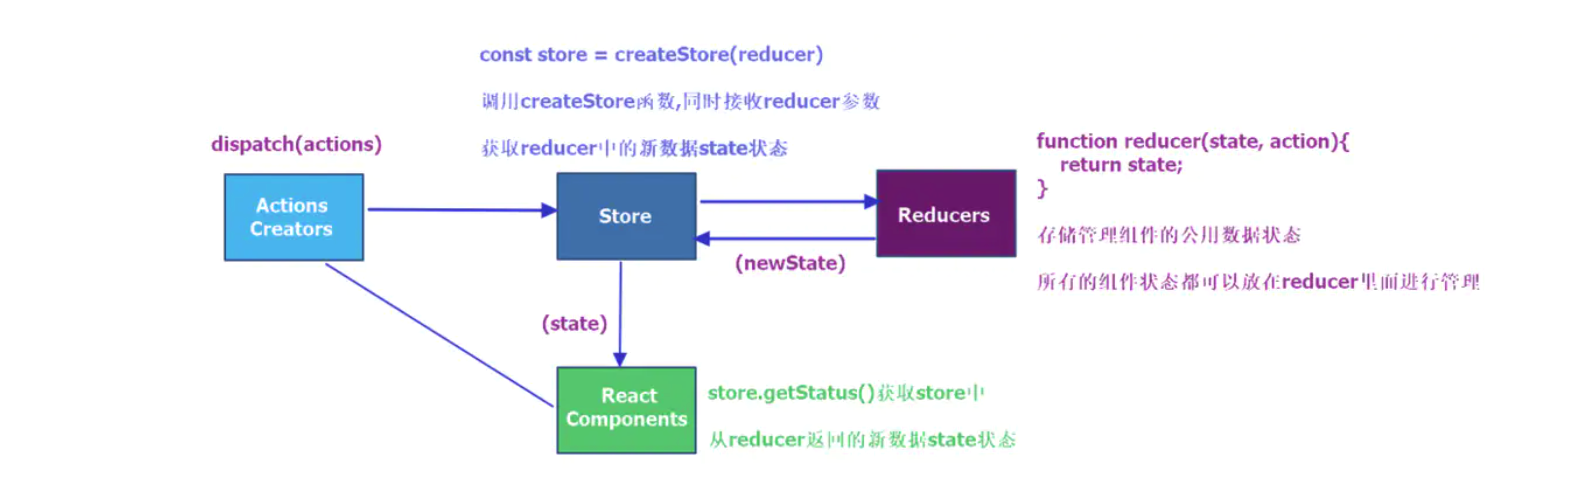 const store = createStore(reducer)
调用createStore函数,同时接收reducer参数
获取reducer中的新数据state状态
dispatch(actions)
Actions
Creators
Store
Reducers
function reducer(state, action){
return state;
}
存储管理组件的公用数据状态
所有的组件状态都可以放在reducer里面进行管理
(newState)
(state)
React
Components
store.getStatus()获取store中
从reducer返回的新数据state状态